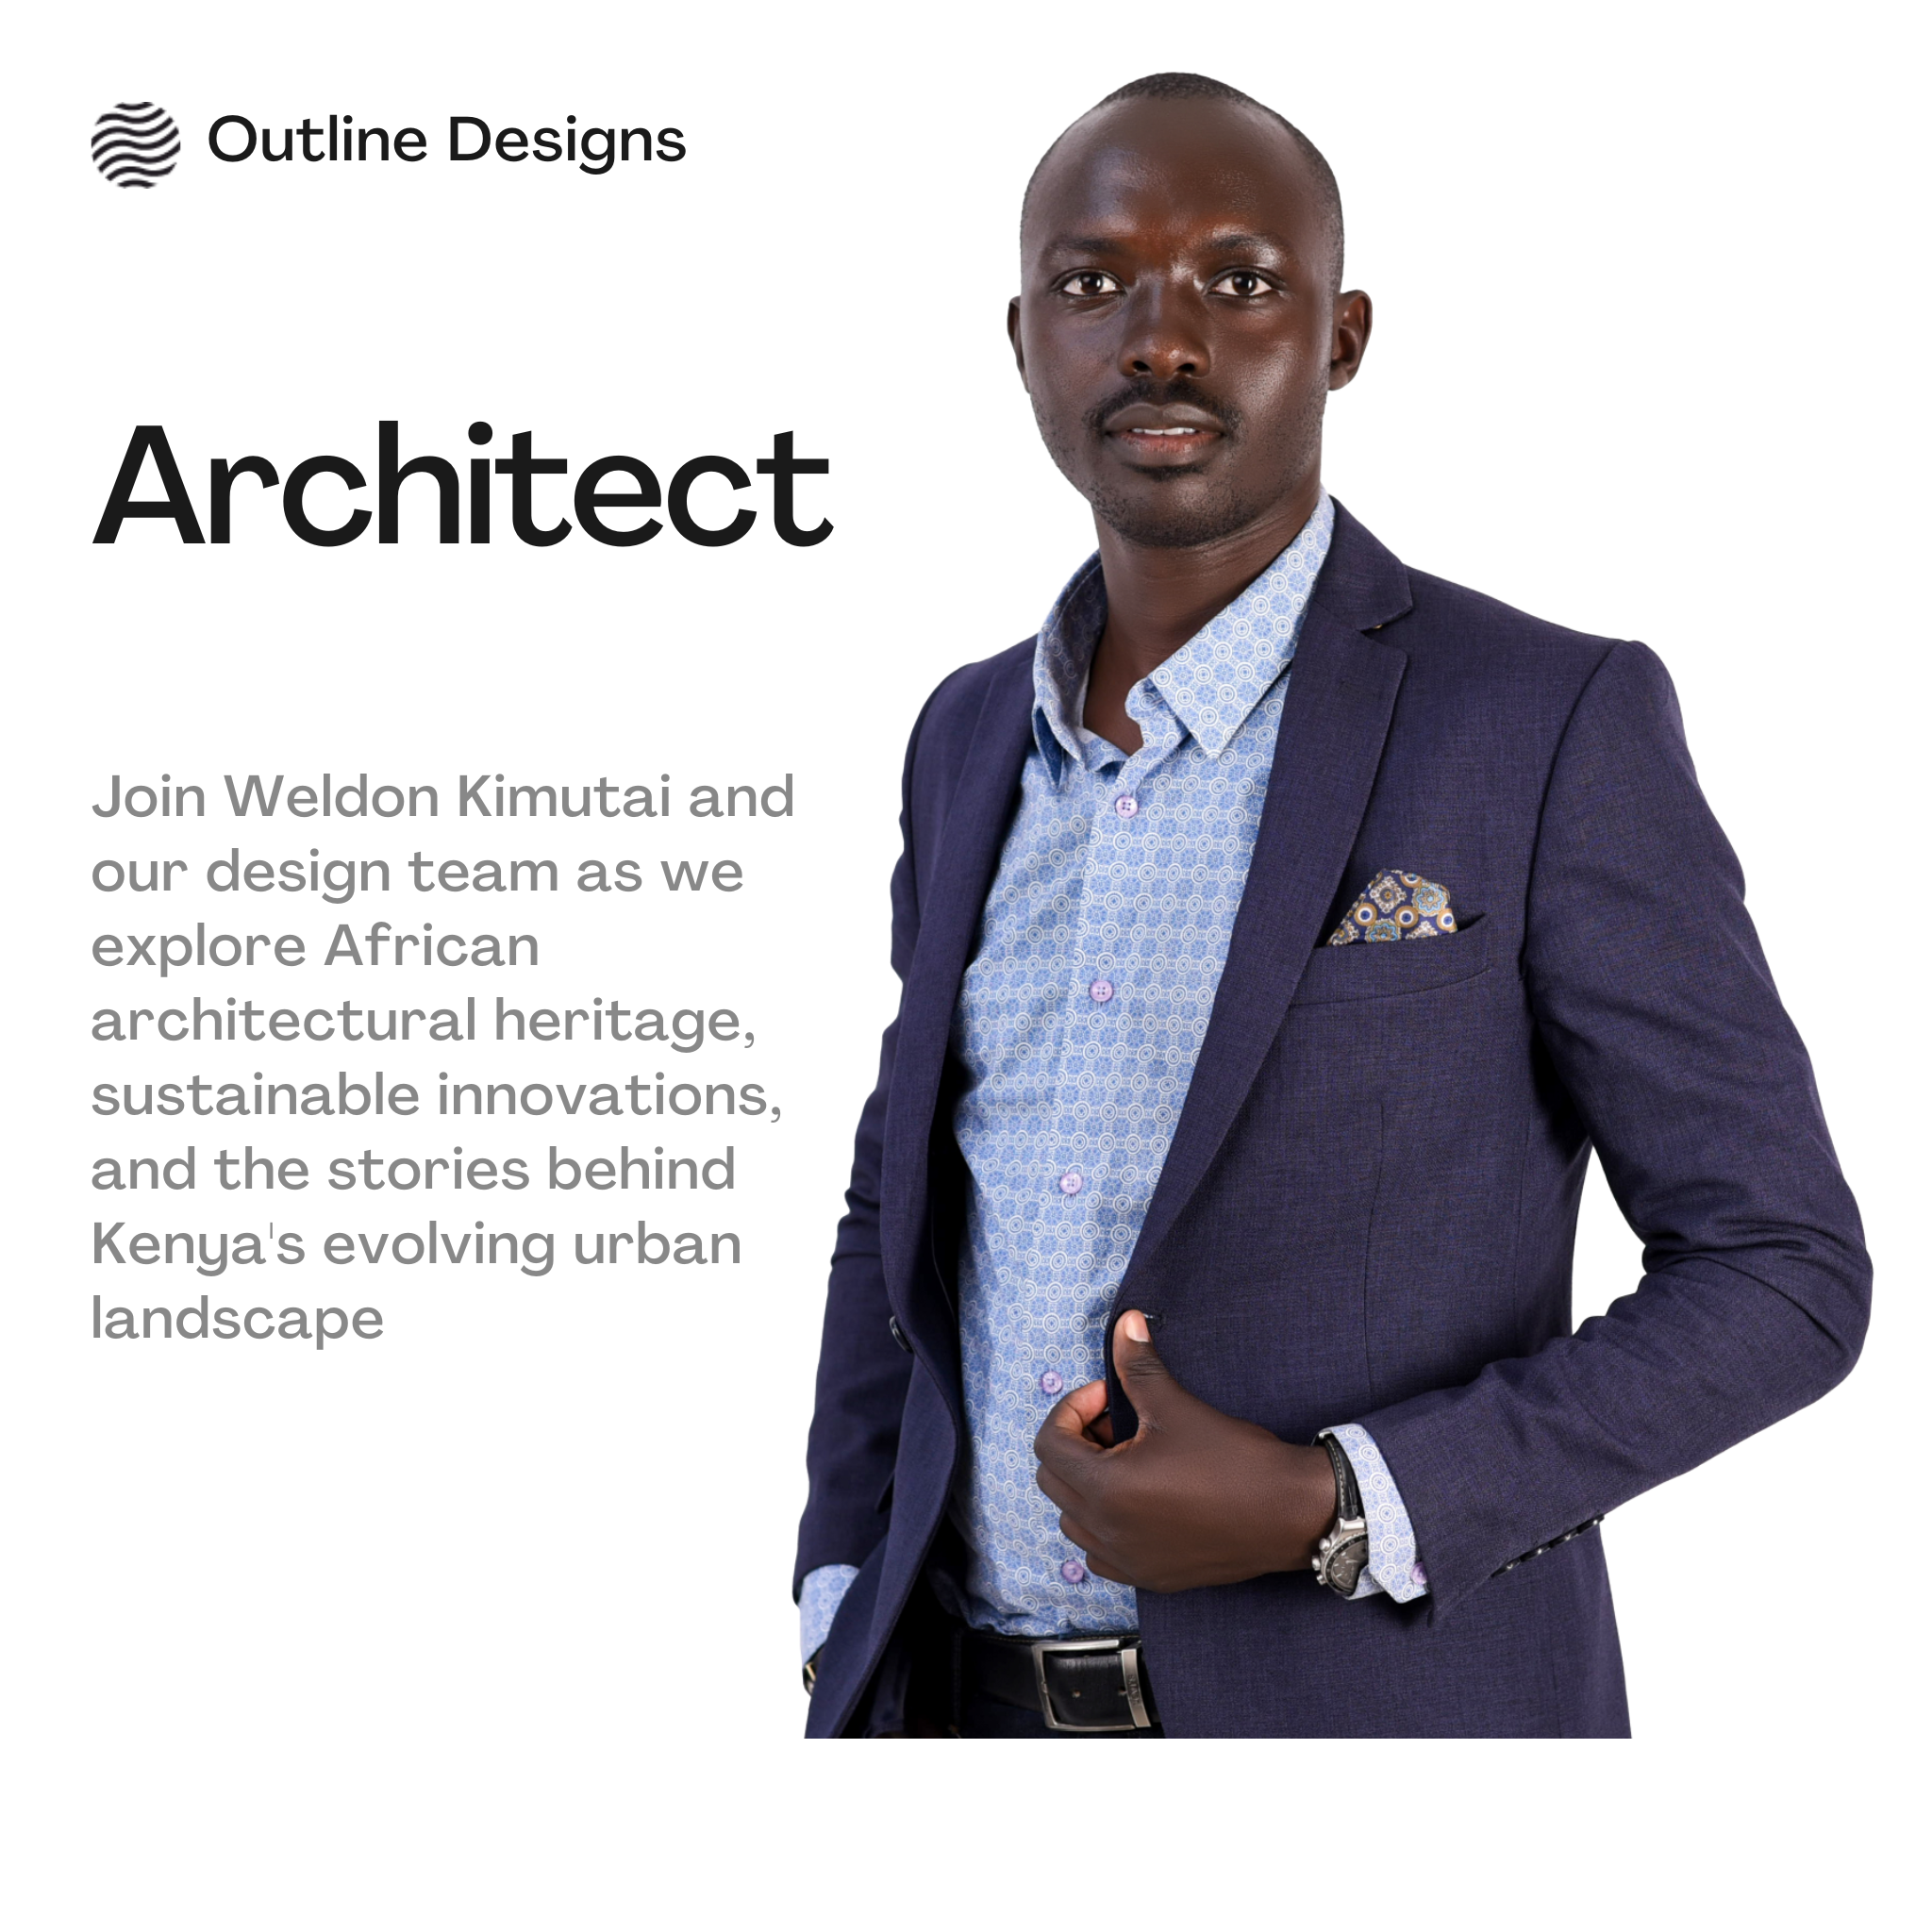 Outline Designs
Architect
Join Weldon Kimutai and
our design team as we
explore African
architectural heritage,
sustainable innovations,
and the stories behind
Kenya's evolving urban
landscape